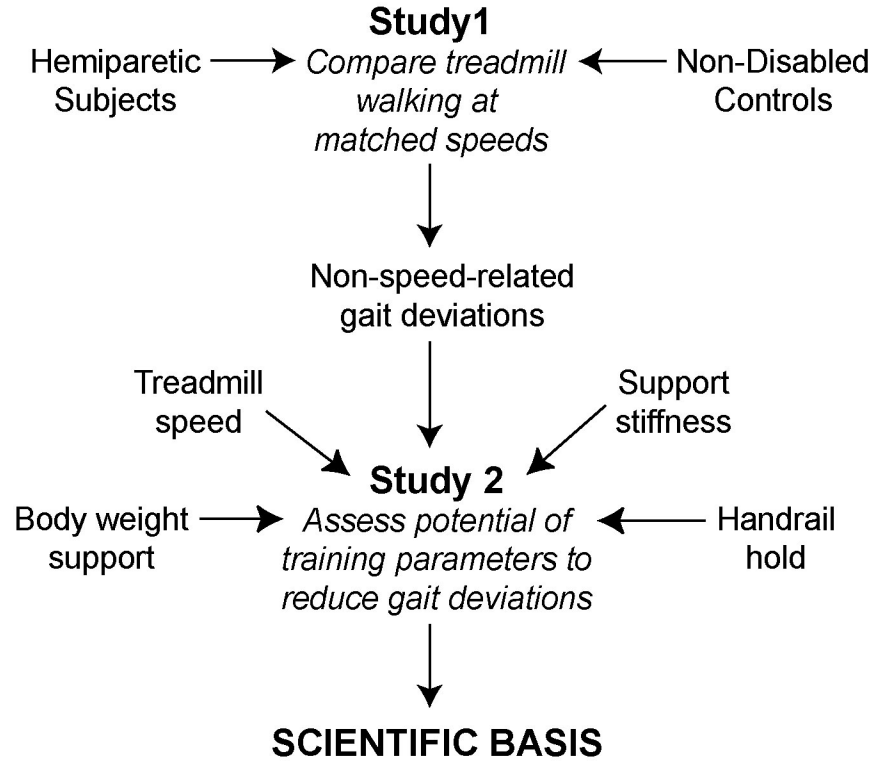 Study1
Hemiparetic
Subjects
Compare treadmill
walking at
matched speeds
Non-Disabled
Controls
Non-speed-related
gait deviations
Treadmill
speed
Support
stiffness
Study 2
Body weight
support
Assess potential of
training parameters to
reduce gait deviations
Handrail
hold
SCIENTIFIC BASIS